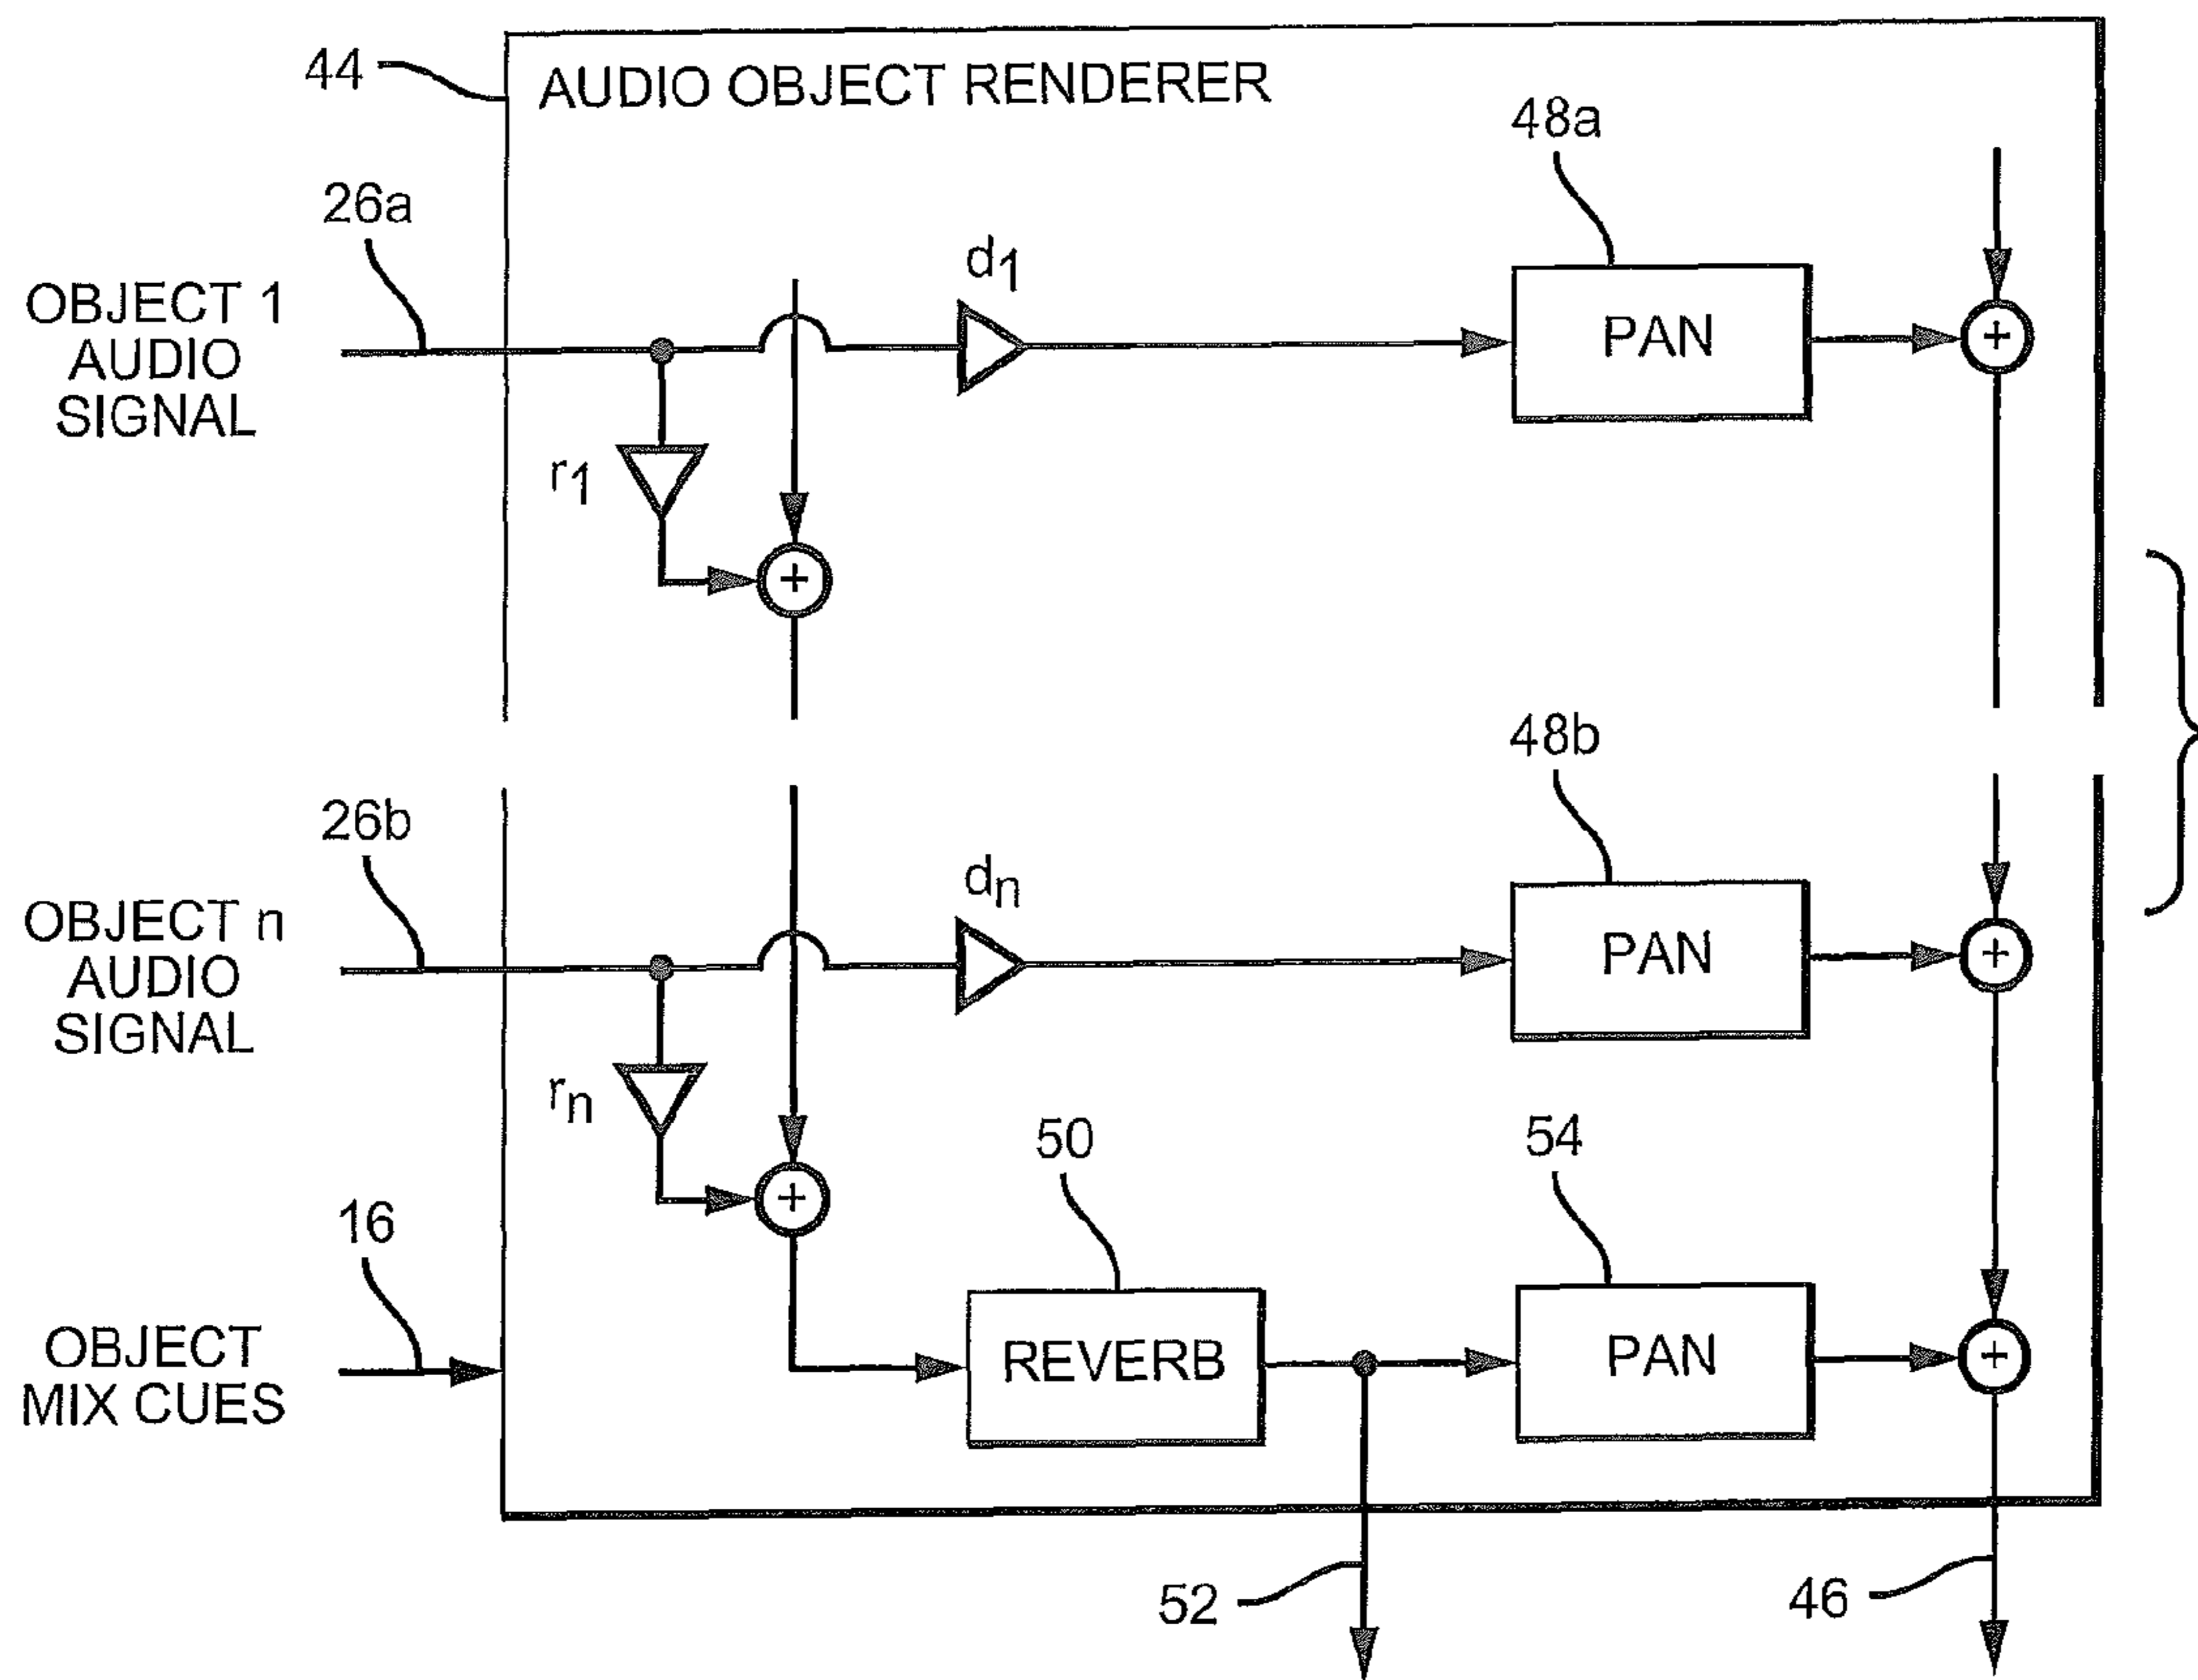 44
AUDIO OBJECT RENDERER
48a
26a
d1
OBJECT 1
AUDIO
SIGNAL
PAN
+
r1
+
48b
26b
dn
OBJECT n
AUDIO
SIGNAL
PAN
+
rn
50
54
16
+
OBJECT
MIX CUES
REVERB
PAN
+
52
46